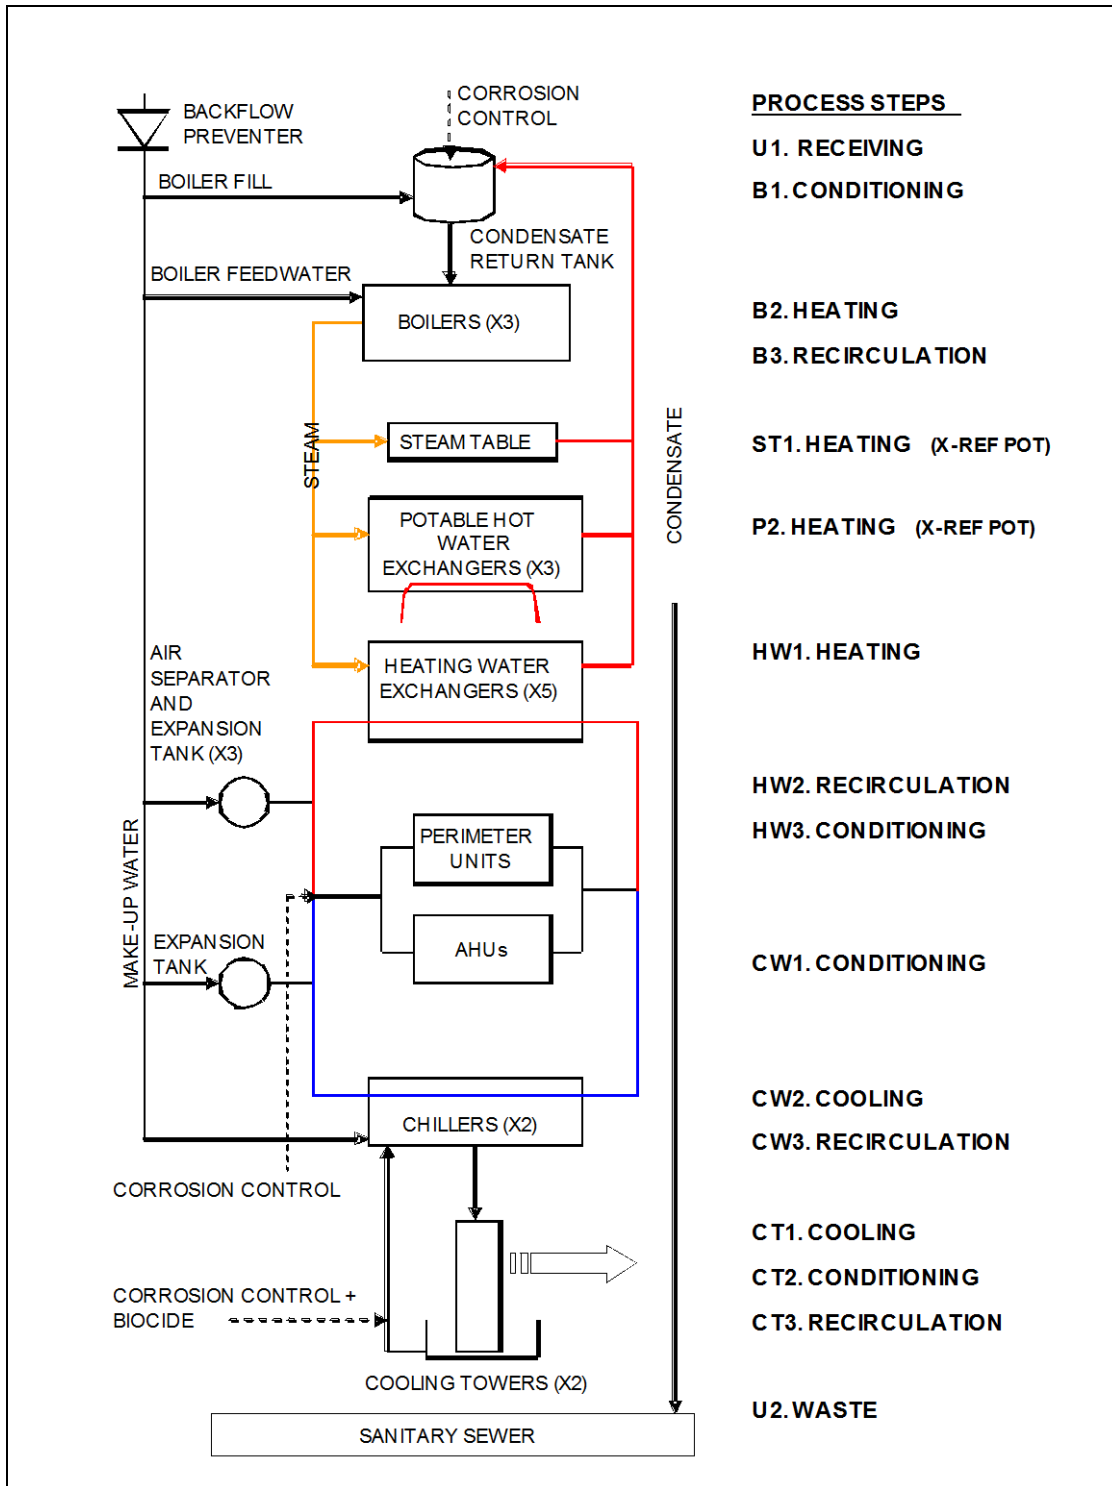 BACKFLOW
PREVENTER
CORROSION
CONTROL
BOILER FILL
CONDENSATE
RETURN TANK
BOILER FEEDWATER
BOILERS (X3)
STEAM
STEAM TABLE
POTABLE HOT
WATER
EXCHANGERS (X3)
CONDENSATE
AIR
SEPARATOR
AND
EXPANSION
TANK (X3)
HEATING WATER
EXCHANGERS (X5)
MAKE-UP WATER
PERIMETER
UNITS
EXPANSION
TANK
AHUs
CHILLERS (X2)
CORROSION CONTROL
CORROSION CONTROL +
BIOCIDE
COOLING TOWERS (X2)
SANITARY SEWER
PROCESS STEPS
U1. RECEIVING
B1. CONDITIONING
B2. HEATING
B3. RECIRCULATION
ST1. HEATING (X-REF POT)
P2. HEATING (X-REF POT)
HW1. HEATING
HW2. RECIRCULATION
HW3. CONDITIONING
CW1. CONDITIONING
CW2. COOLING
CW3. RECIRCULATION
CT1. COOLING
CT2. CONDITIONING
CT3. RECIRCULATION
U2. WASTE